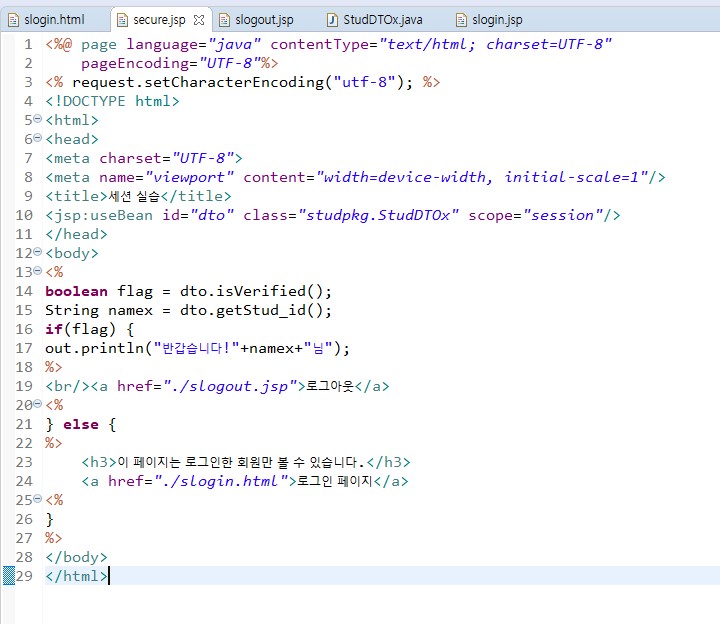 slogin.html secure.jsp slogout.jsp StudDTOx.java slogin.jsp
1 <%@ page language="java" contentType="text/html; charset=UTF-8"
2     pageEncoding="UTF-8"%>
3 <% request.setCharacterEncoding("utf-8"); %>
4 <!DOCTYPE html>
5 <html>
6 <head>
7 <meta charset="UTF-8">
8 <meta name="viewport" content="width=device-width, initial-scale=1"/>
9 <title>세션 실습</title>
10 <jsp:useBean id="dto" class="studpkg.StudDTOx" scope="session"/>
11 </head>
12 <body>
13 <%
14 boolean flag = dto.isVerified();
15 String namex = dto.getStud_id();
16 if(flag) {
17 out.println("반갑습니다!"+namex+"님");
18 %>
19 <br/><a href="./slogout.jsp">로그아웃</a>
20 <%
21 } else {
22 %>
23     <h3>이 페이지는 로그인한 회원만 볼 수 있습니다.</h3>
24     <a href="./slogin.html">로그인 페이지</a>
25 <%
26 }
27 %>
28 </body>
29 </html>